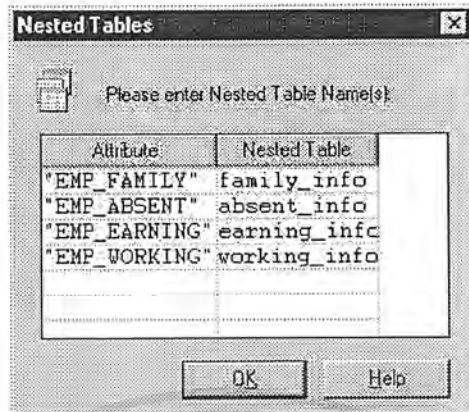 Nested Tables
Please enter Nested Table Name(s):
Attribute Nested Table
"EMP_FAMILY" family_info
"EMP_ABSENT" absent_info
"EMP_EARNING" earning_info
"EMP_WORKING" working_info
OK Help